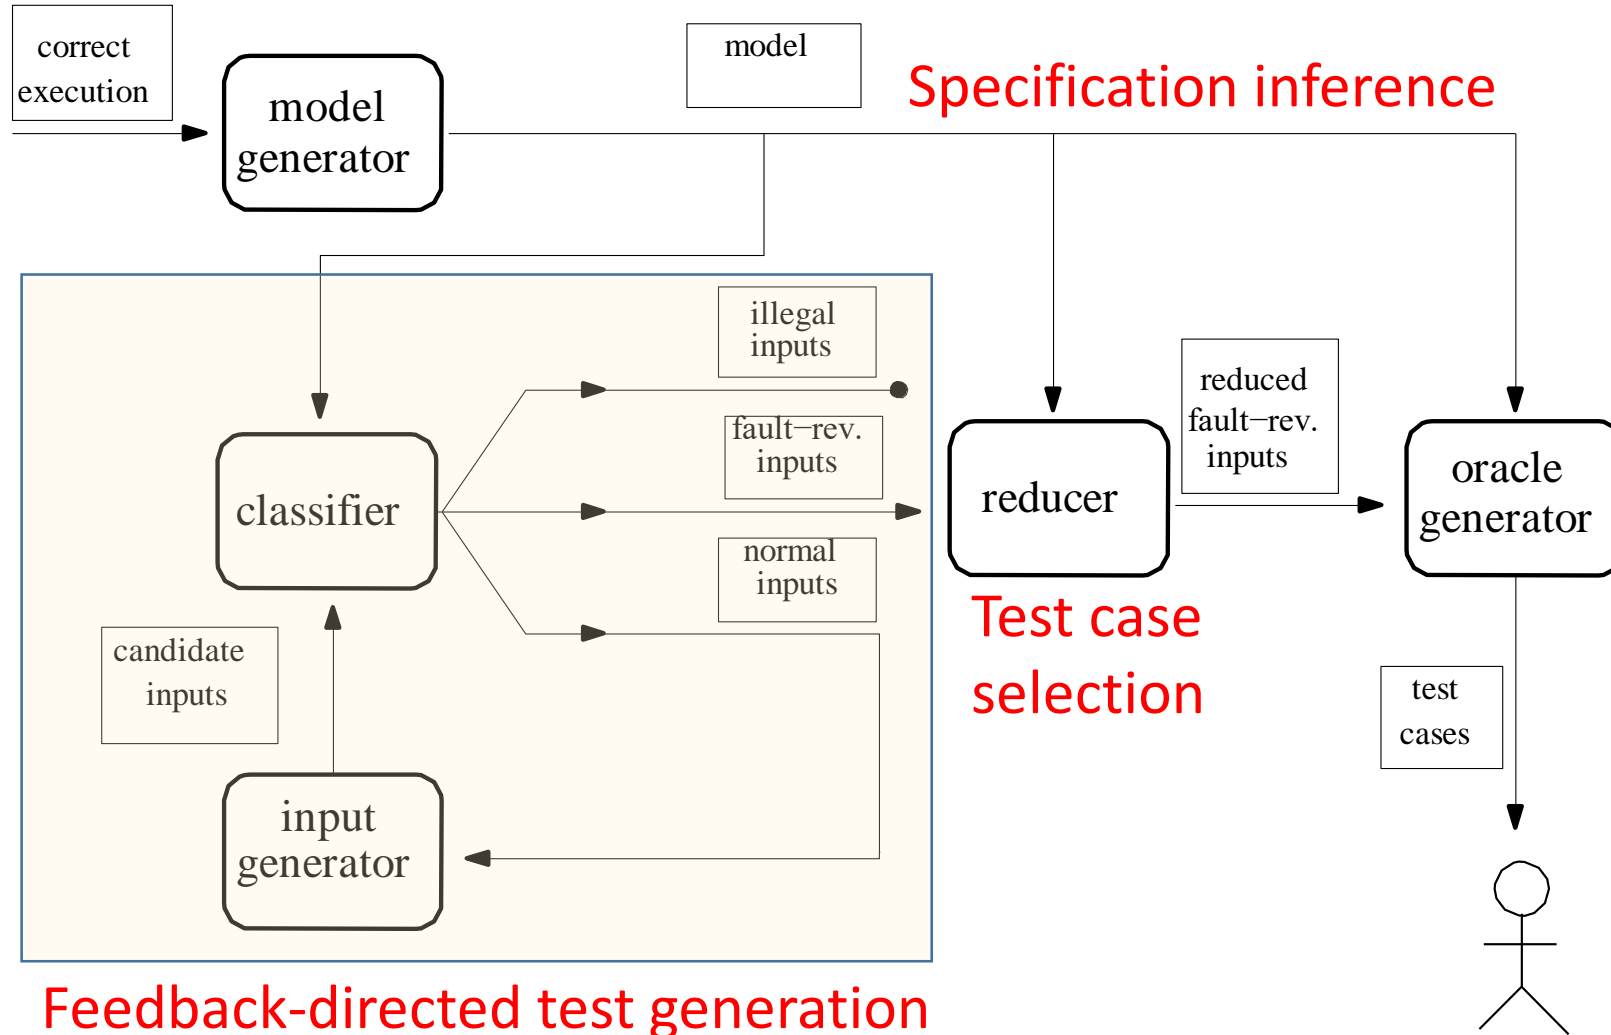 correct
execution
model
generator
model
Specification inference
illegal
inputs
fault−rev.
inputs
normal
inputs
classifier
candidate
inputs
input
generator
reducer
reduced
fault−rev.
inputs
oracle
generator
Test case
selection
test
cases
Feedback-directed test generation